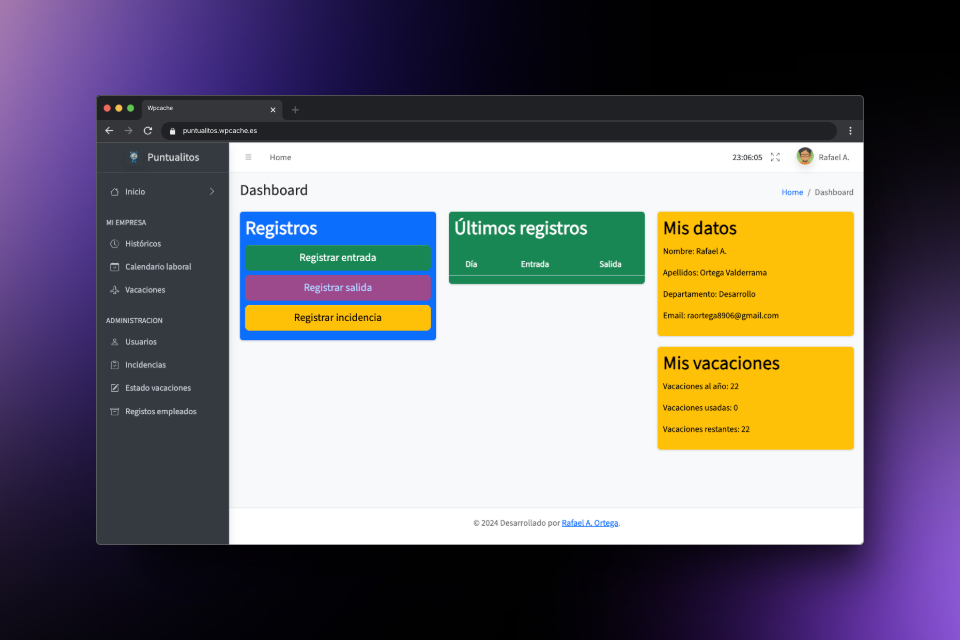 Wpcache
puntualitos.wpcache.es
Puntualitos
Home
23:06:05
Rafael A.
Inicio
MI EMPRESA
Históricos
Calendario laboral
Vacaciones
ADMINISTRACION
Usuarios
Incidencias
Estado vacaciones
Registos empleados
Dashboard
Home / Dashboard
Registros
Registrar entrada
Registrar salida
Registrar incidencia
Últimos registros
Día Entrada Salida
Mis datos
Nombre: Rafael A.
Apellidos: Ortega Valderrama
Departamento: Desarrollo
Email: raortega8906@gmail.com
Mis vacaciones
Vacaciones al año: 22
Vacaciones usadas: 0
Vacaciones restantes: 22
© 2024 Desarrollado por Rafael A. Ortega.